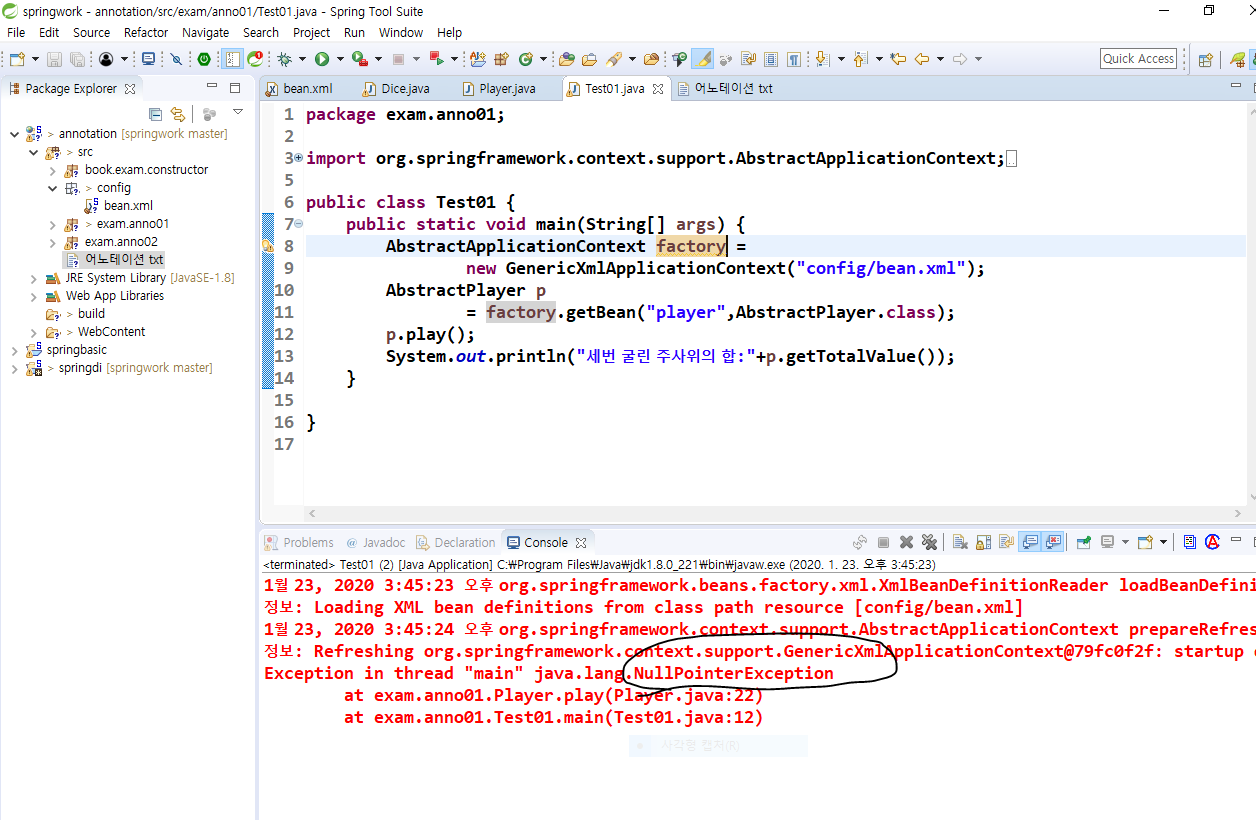 springwork - annotation/src/exam/anno01/Test01.java - Spring Tool Suite
File Edit Source Refactor Navigate Search Project Run Window Help
Quick Access
Package Explorer
bean.xml Dice.java Player.java Test01.java 어노테이션 txt
> annotation [springwork master]
> src
book.exam.constructor
> config
bean.xml
> exam.anno01
exam.anno02
어노테이션 txt
JRE System Library [JavaSE-1.8]
Web App Libraries
> build
> WebContent
springbasic
> springdi [springwork master]
1 package exam.anno01;
2
3 import org.springframework.context.support.AbstractApplicationContext;
5
6 public class Test01 {
7 public static void main(String[] args) {
8 AbstractApplicationContext factory =
9 new GenericXmlApplicationContext("config/bean.xml");
10 AbstractPlayer p
11 = factory.getBean("player",AbstractPlayer.class);
12 p.play();
13 System.out.println("세번 굴린 주사위의 합:"+p.getTotalValue());
14 }
15
16 }
17
Problems @ Javadoc Declaration Console
<terminated> Test01 (2) [Java Application] C:₩Program Files₩Java₩jdk1.8.0_221₩bin₩javaw.exe (2020. 1. 23. 오후 3:45:23)
1월 23, 2020 3:45:23 오후 org.springframework.beans.factory.xml.XmlBeanDefinitionReader loadBeanDefini
정보: Loading XML bean definitions from class path resource [config/bean.xml]
1월 23, 2020 3:45:24 오후 org.springframework.context.support.AbstractApplicationContext prepareRefres
정보: Refreshing org.springframework.context.support.GenericXmlApplicationContext@79fc0f2f: startup
Exception in thread "main" java.lang.NullPointerException
at exam.anno01.Player.play(Player.java:22)
at exam.anno01.Test01.main(Test01.java:12)
사각형 캡처(R)